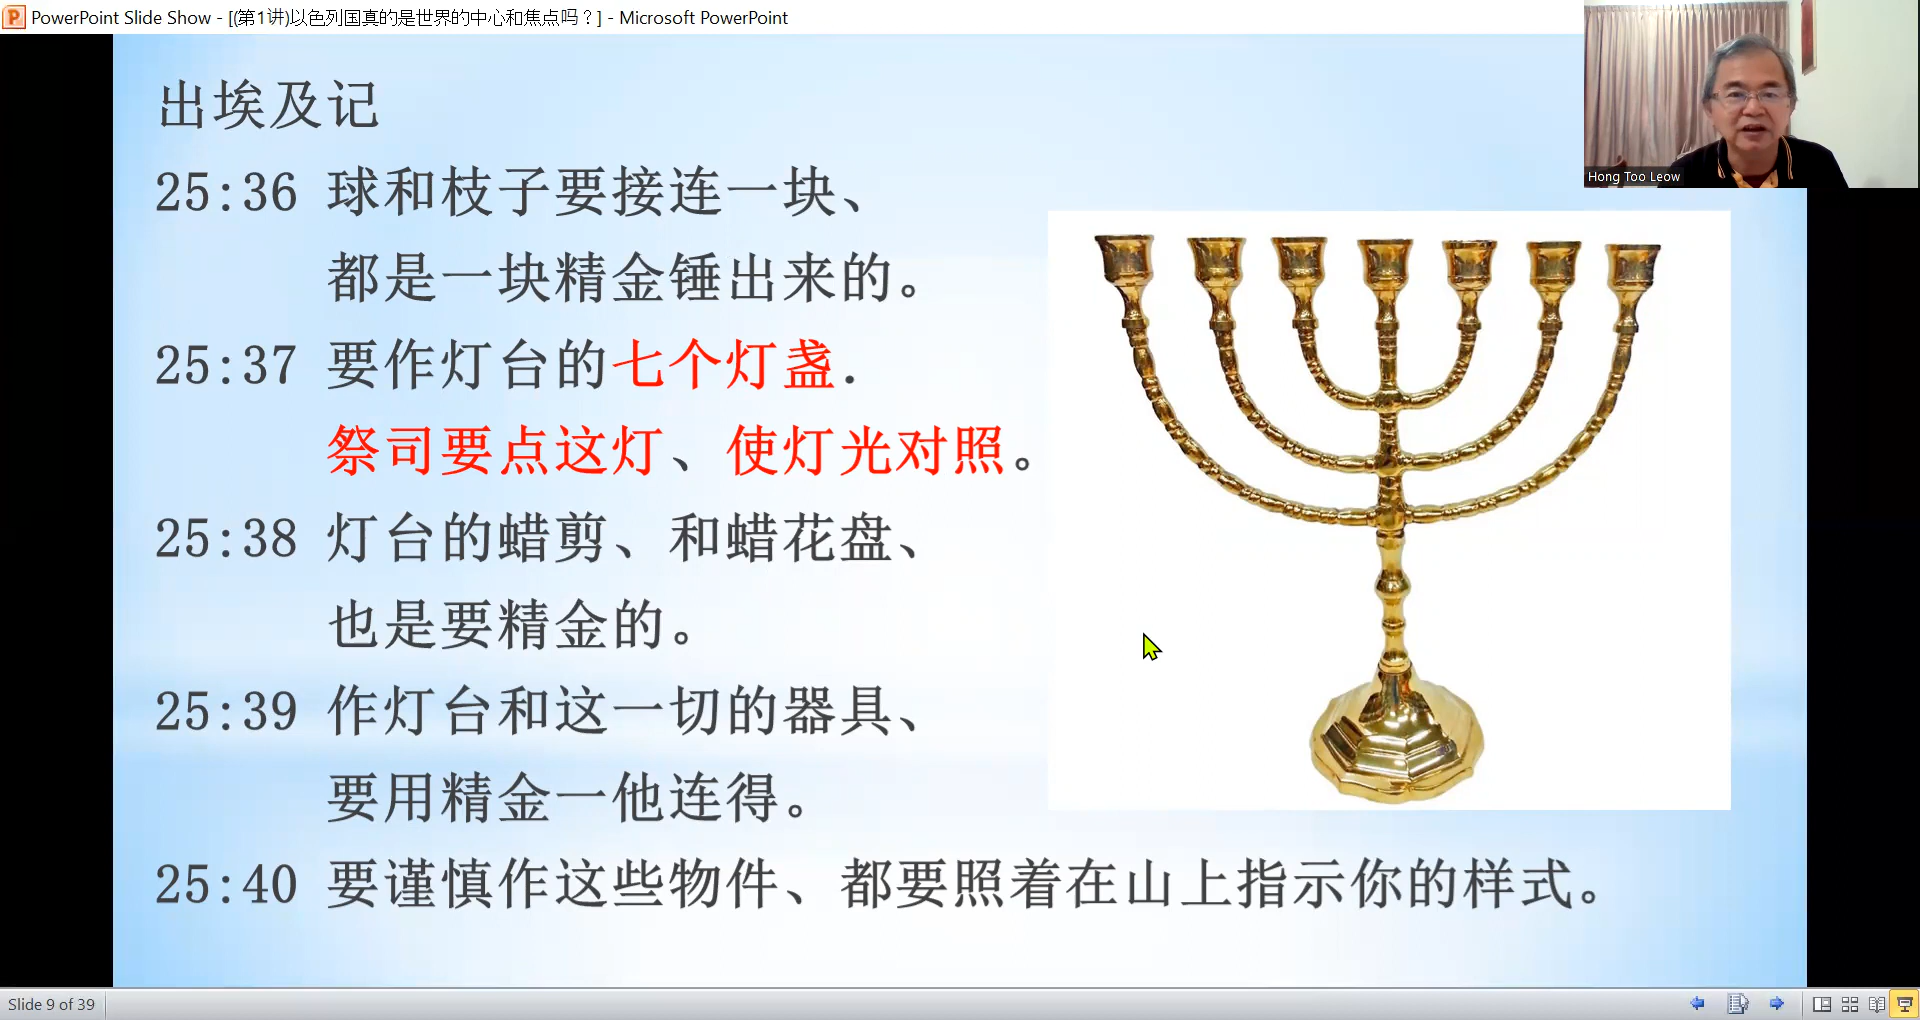 PowerPoint Slide Show - [(第1讲)以色列国真的是世界的中心和焦点吗？] - Microsoft PowerPoint
Hong Too Leow
出埃及记
25:36 球和枝子要接连一块、
都是一块精金锤出来的。
25:37 要作灯台的七个灯盏．
祭司要点这灯、使灯光对照。
25:38 灯台的蜡剪、和蜡花盘、
也是要精金的。
25:39 作灯台和这一切的器具、
要用精金一他连得。
25:40 要谨慎作这些物件、都要照着在山上指示你的样式。
Slide 9 of 39